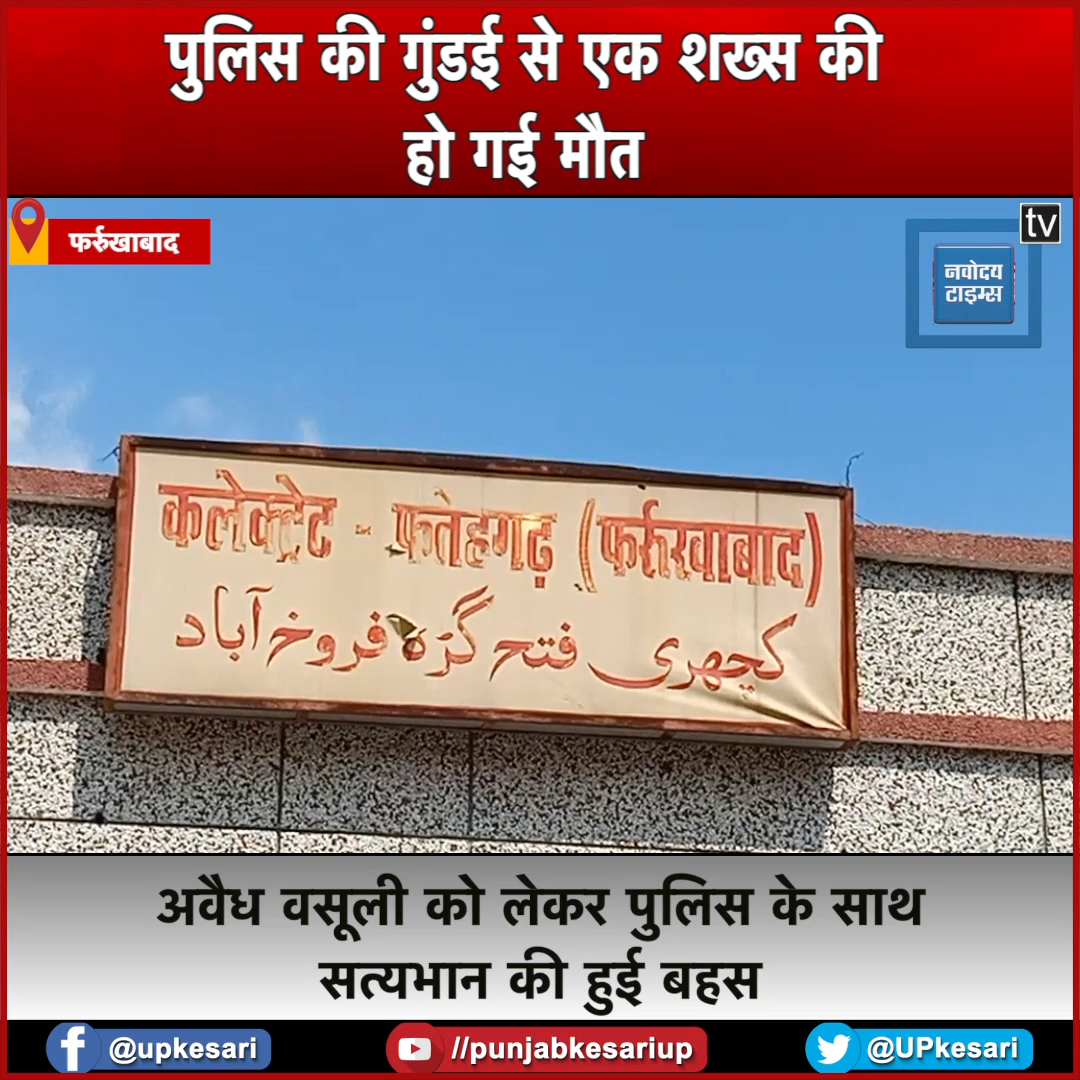 पुलिस की गुंडई से एक शख्स की
हो गई मौत
फर्रुखाबाद
tv
नवोदय
टाइम्स
कलेक्ट्रेट - फतेहगढ़ (फर्रुखाबाद)
کچهری فتح گڑھ فروخ آباد
अवैध वसूली को लेकर पुलिस के साथ
सत्यभान की हुई बहस
@upkesari
//punjabkesariup
@UPkesari